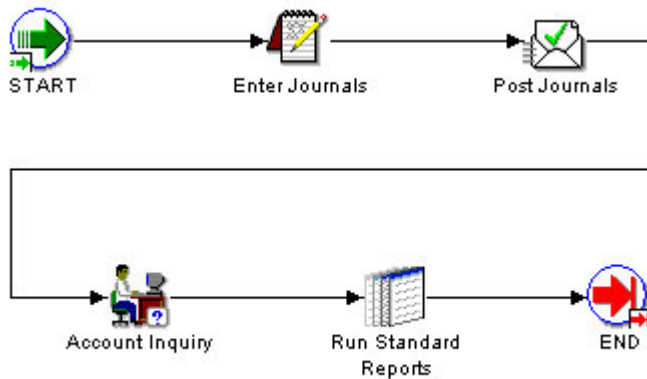 START
Enter Journals
Post Journals
Account Inquiry
Run Standard
Reports
END